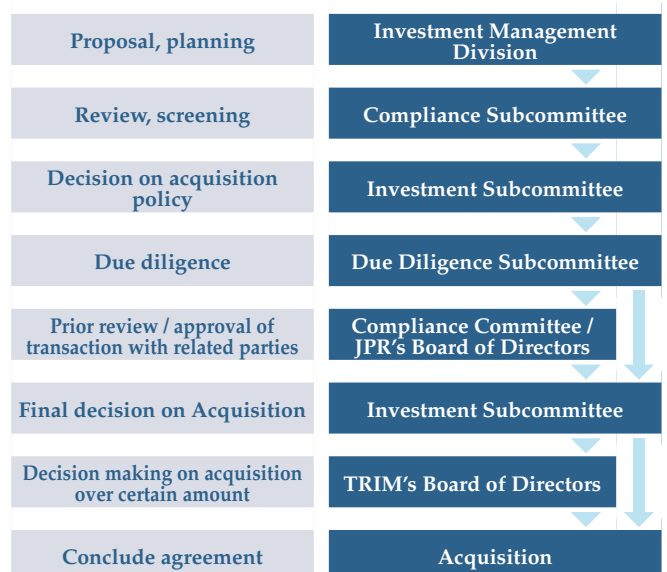 Proposal, planning
Investment Management
Division
Review, screening
Compliance Subcommittee
Decision on acquisition
policy
Investment Subcommittee
Due diligence
Due Diligence Subcommittee
Prior review / approval of
transaction with related parties
Compliance Committee /
JPR's Board of Directors
Final decision on Acquisition
Investment Subcommittee
Decision making on acquisition
over certain amount
TRIM's Board of Directors
Conclude agreement
Acquisition